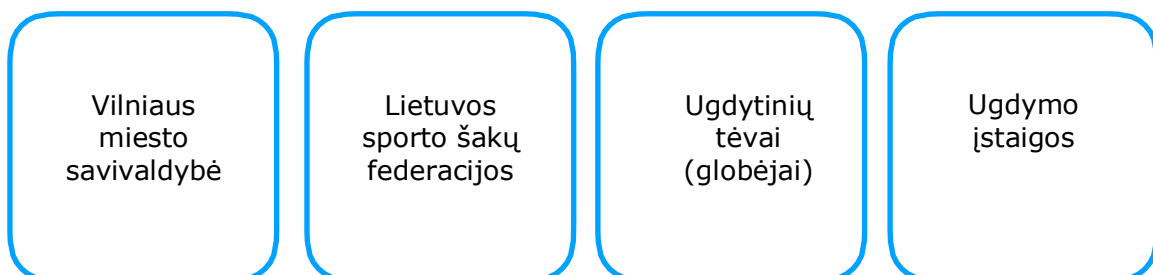 Vilniaus
miesto
savivaldybė
Lietuvos
sporto šakų
federacijos
Ugdytinių
tėvai
(globėjai)
Ugdymo
įstaigos